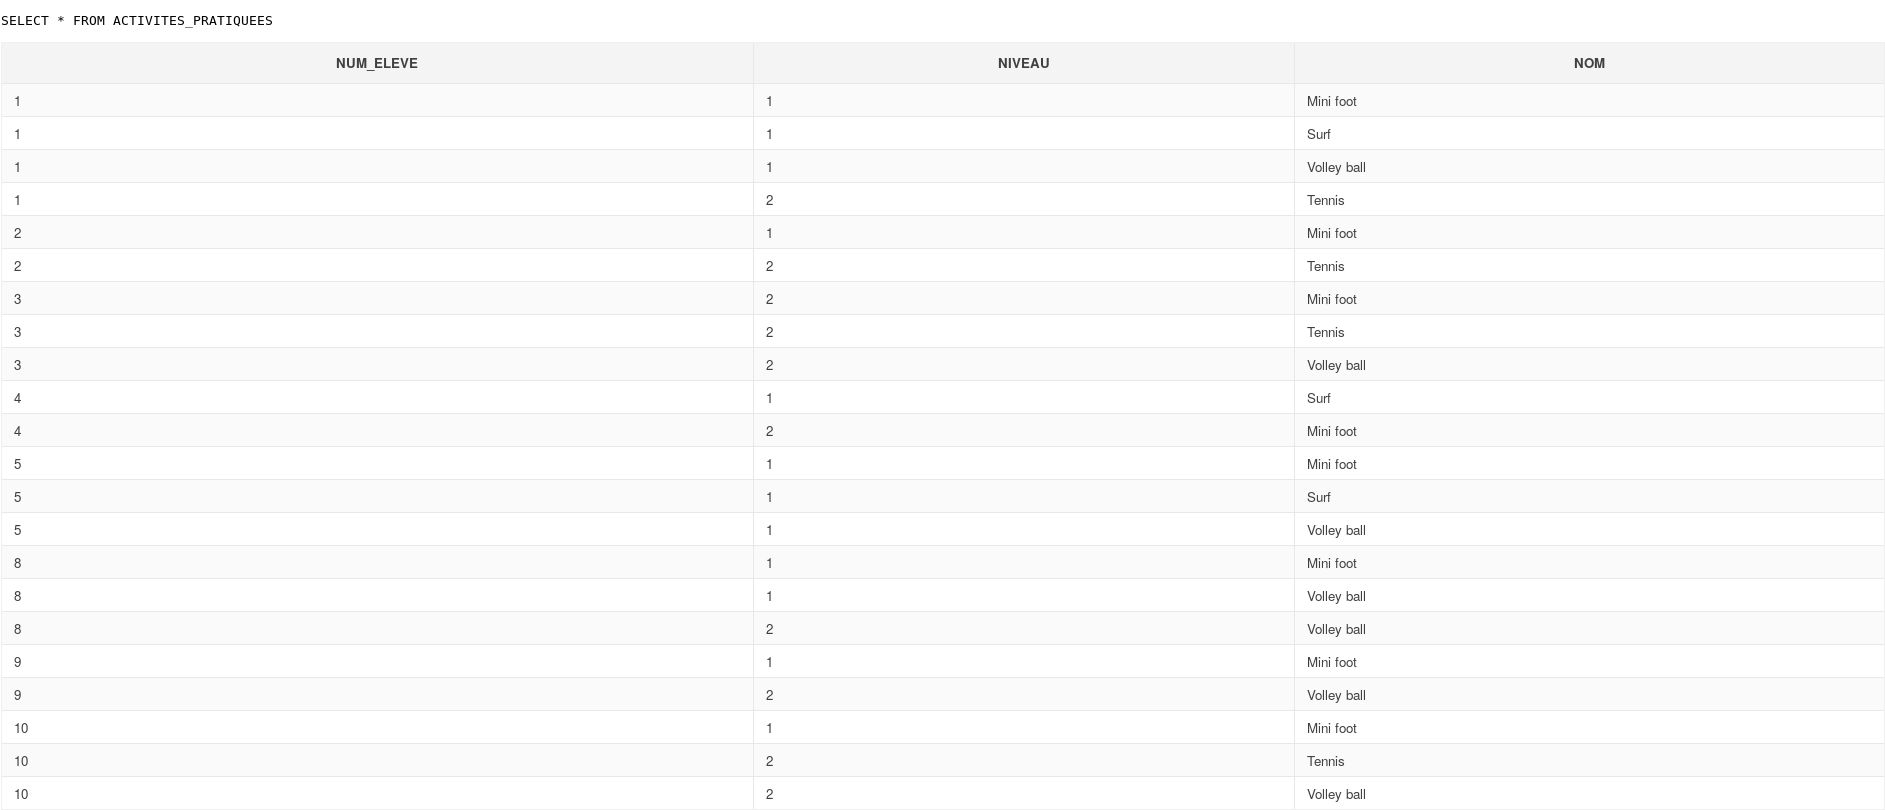 SELECT * FROM ACTIVITES_PRATIQUEES
NUM_ELEVE NIVEAU NOM
1 1 Mini foot
1 1 Surf
1 1 Volley ball
1 2 Tennis
2 1 Mini foot
2 2 Tennis
3 2 Mini foot
3 2 Tennis
3 2 Volley ball
4 1 Surf
4 2 Mini foot
5 1 Mini foot
5 1 Surf
5 1 Volley ball
8 1 Mini foot
8 1 Volley ball
8 2 Volley ball
9 1 Mini foot
9 2 Volley ball
10 1 Mini foot
10 2 Tennis
10 2 Volley ball